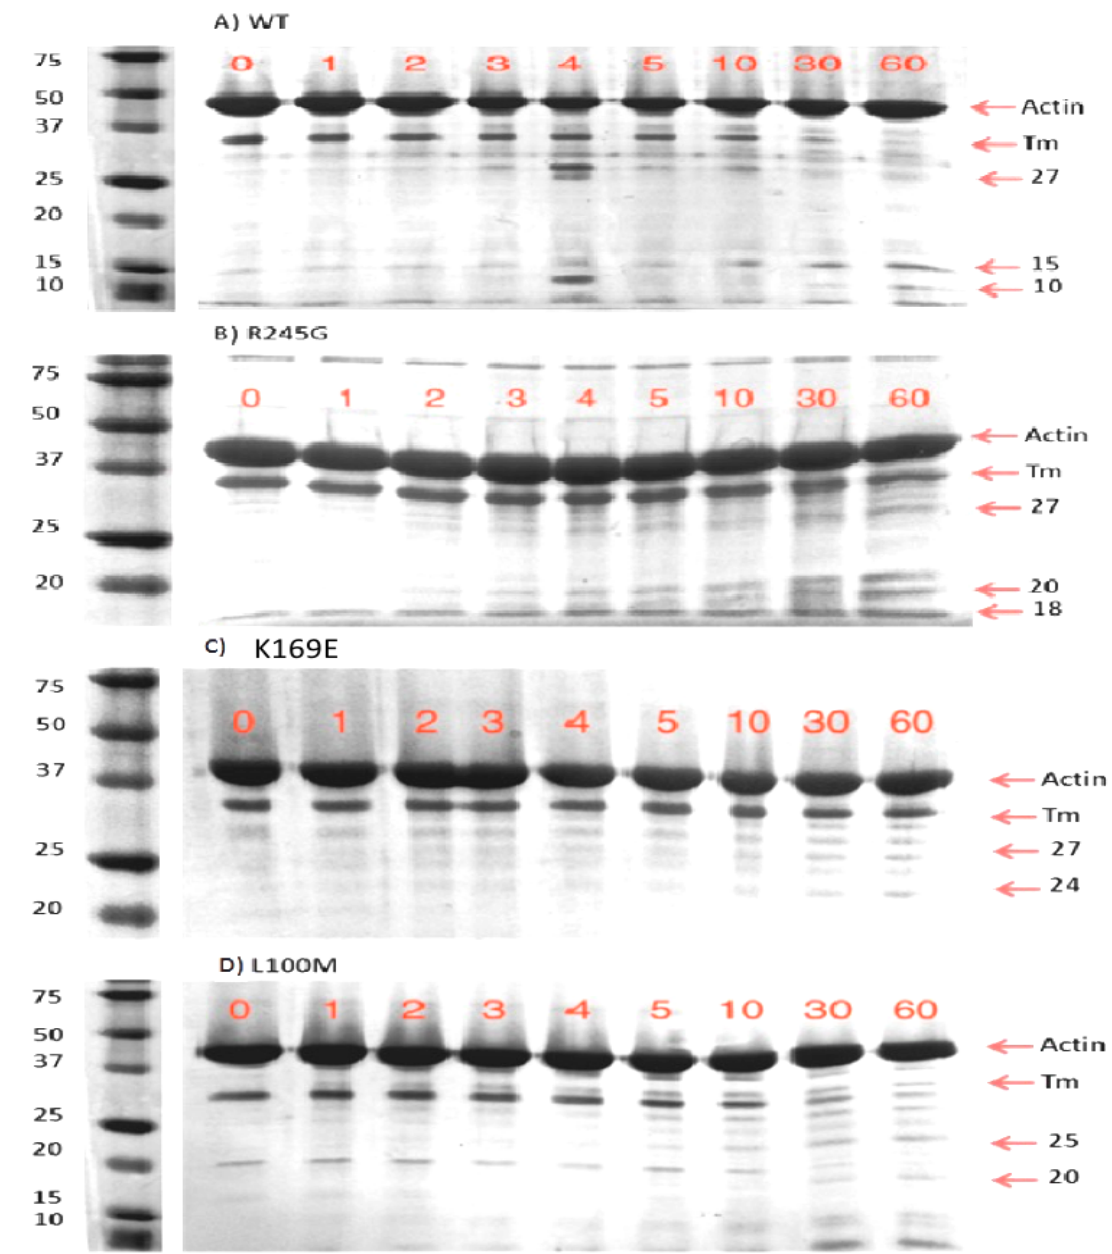 A) WT
75 0 1 2 3 4 5 10 30 60
50 Actin
37 Tm
25 27
20
15 15
10 10
B) R245G
75
50 0 1 2 3 4 5 10 30 60
Actin
37 Tm
27
25
20 20
18
C) K169E
75
50 0 1 2 3 4 5 10 30 60
37 Actin
Tm
25 27
24
20
D) L100M
75 0 1 2 3 4 5 10 30 60
50 Actin
37 Tm
25
25
20 20
15
10